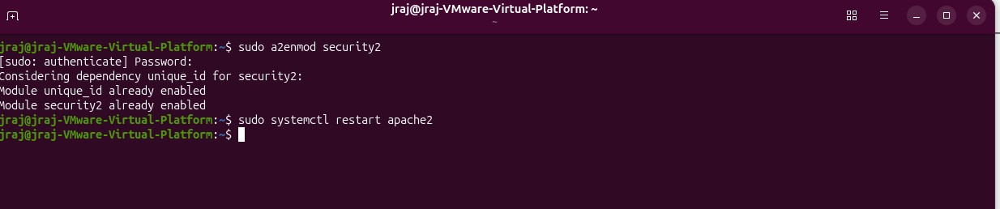 jraj@jraj-VMware-Virtual-Platform: ~
~
jraj@jraj-VMware-Virtual-Platform:~$ sudo a2enmod security2
[sudo: authenticate] Password:
Considering dependency unique_id for security2:
Module unique_id already enabled
Module security2 already enabled
jraj@jraj-VMware-Virtual-Platform:~$ sudo systemctl restart apache2
jraj@jraj-VMware-Virtual-Platform:~$